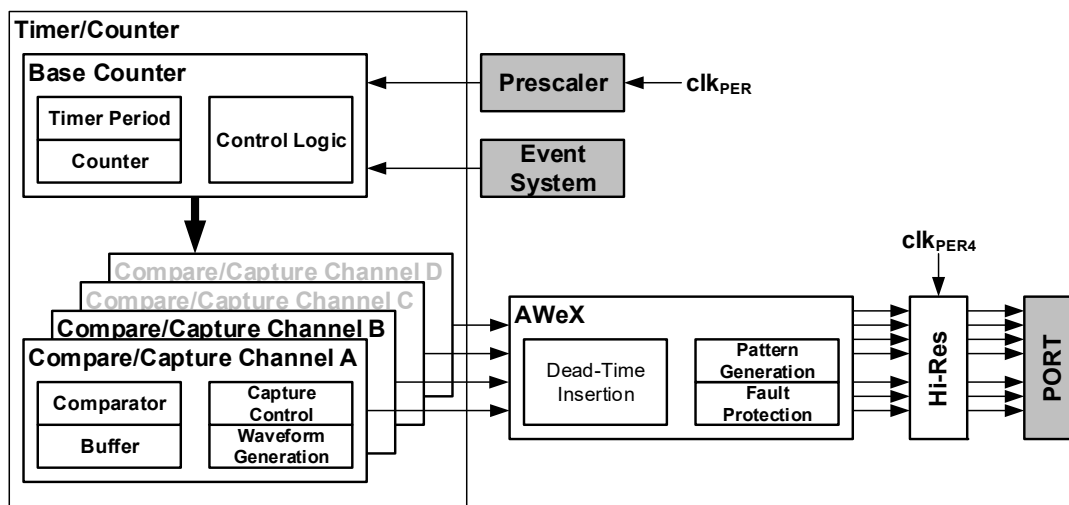 Timer/Counter
Base Counter
Timer Period
Counter
Control Logic
Prescaler
clkPER
Event
System
Compare/Capture Channel D
Compare/Capture Channel C
Compare/Capture Channel B
Compare/Capture Channel A
Comparator
Buffer
Capture
Control
Waveform
Generation
AWeX
Dead-Time
Insertion
Pattern
Generation
Fault
Protection
clkPER4
Hi-Res
PORT